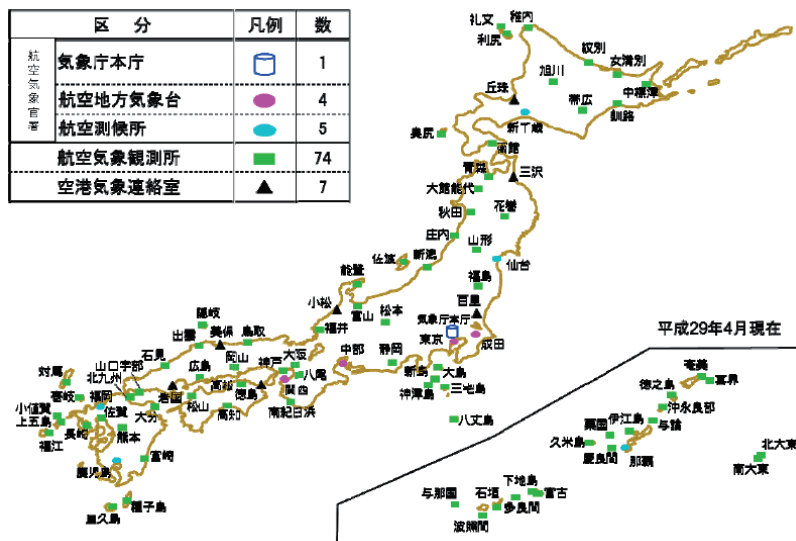 区 分 凡例 数
航空気象官署
気象庁本庁 1
航空地方気象台 4
航空測候所 5
航空気象観測所 74
空港気象連絡室 7
平成29年4月現在
礼文
稚内
利尻
紋別
女満別
旭川
中標津
丘珠
帯広
新千歳
釧路
奥尻
函館
青森
三沢
大館能代
秋田
花巻
庄内
山形
佐渡
新潟
仙台
能登
福島
小松
松本
百里
富山
気象庁本庁
福井
東京
成田
隠岐
美保
鳥取
出雲
中部
静岡
石見
広島
岡山
神戸
大阪
八尾
新島
大島
神津島
三宅島
対馬
山口宇部
北九州
高松
徳島
関西
壱岐
福岡
岩国
松山
高知
南紀白浜
八丈島
小値賀
上五島
佐賀
大分
福江
長崎
熊本
宮崎
鹿児島
種子島
屋久島
奄美
喜界
徳之島
沖永良部
与論
粟国
伊江島
久米島
慶良間
那覇
北大東
南大東
下地島
与那国
石垣
宮古
多良間
波照間